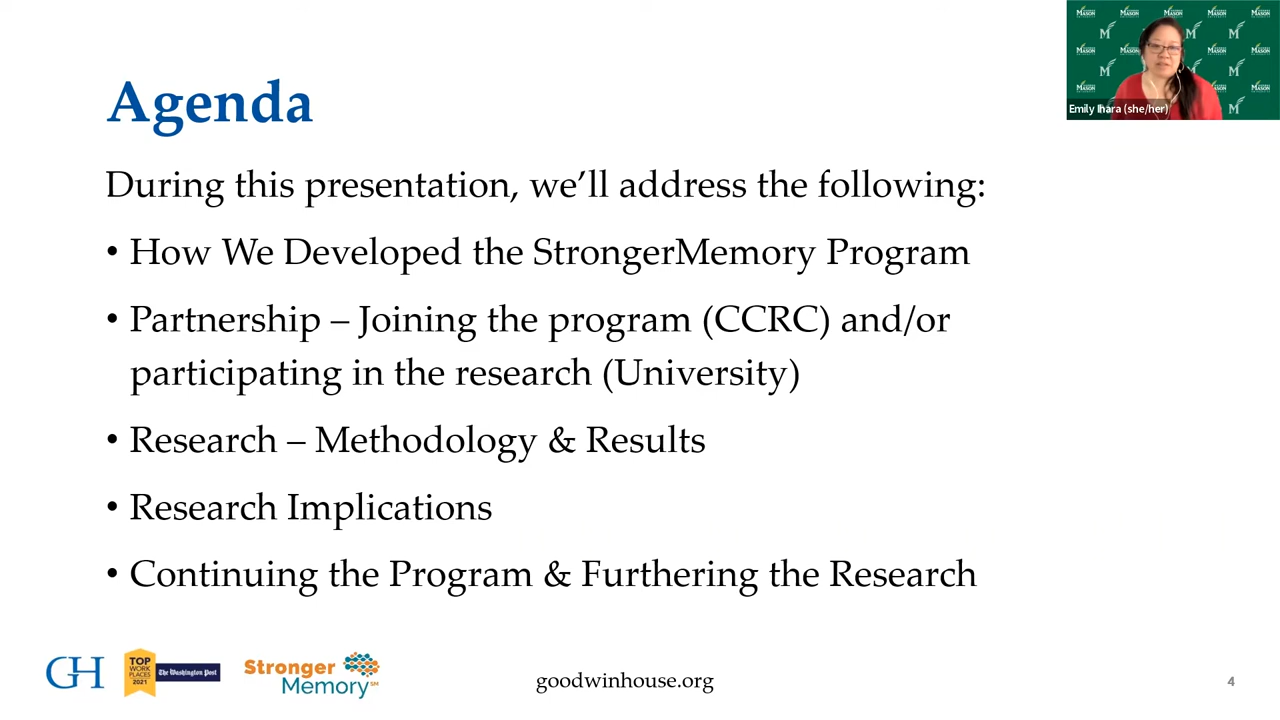 Agenda
During this presentation, we’ll address the following:
• How We Developed the StrongerMemory Program
• Partnership – Joining the program (CCRC) and/or
participating in the research (University)
• Research – Methodology & Results
• Research Implications
• Continuing the Program & Furthering the Research
MASON
Emily Ihara (she/her)
GH
TOP
WORK
PLACES
2021
The Washington Post
Stronger
Memory
SM
goodwinhouse.org
4